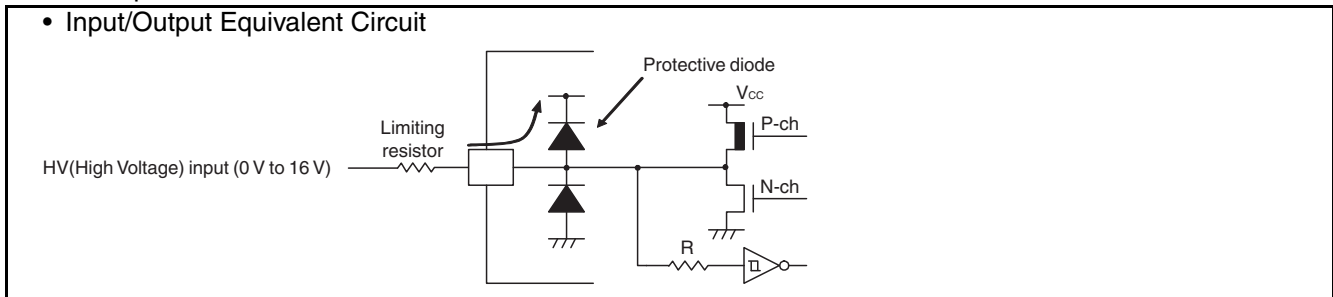 • Input/Output Equivalent Circuit
Protective diode
VCC
P-ch
Limiting
resistor
HV(High Voltage) input (0 V to 16 V)
N-ch
R